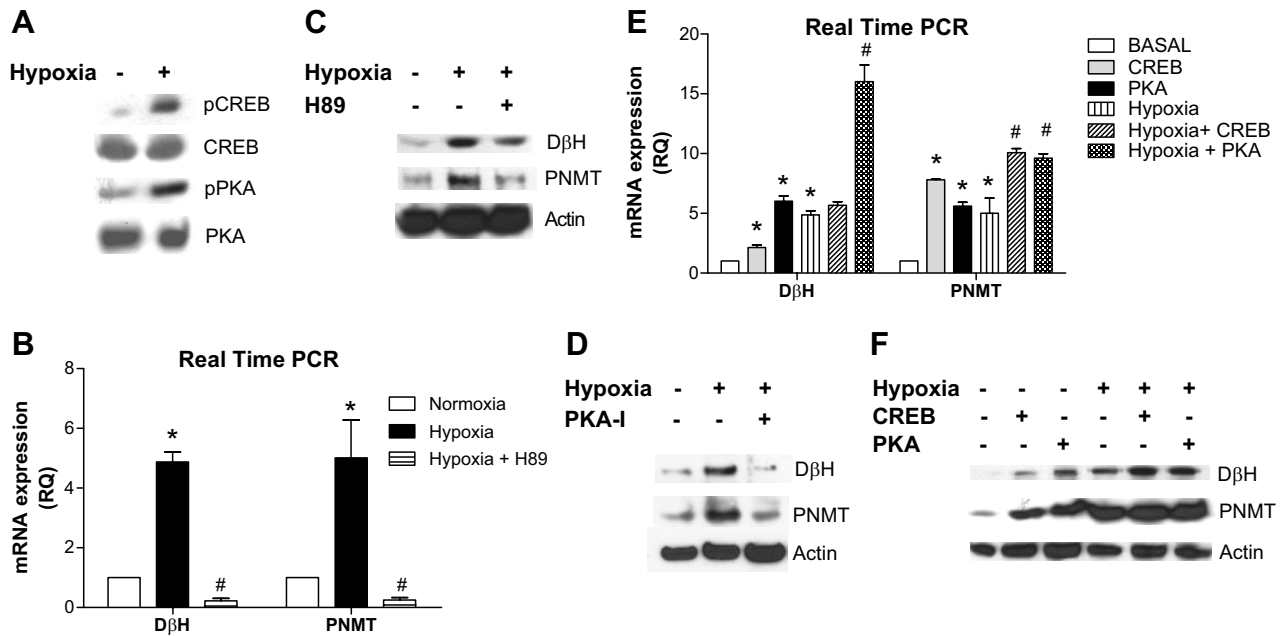 A
Hypoxia - +
pCREB
CREB
pPKA
PKA
C
Hypoxia - + +
H89 - - +
DβH
PNMT
Actin
E
Real Time PCR
mRNA expression
(RQ)
20
15
10
5
0
* * * #
* * * # #
DβH PNMT
BASAL
CREB
PKA
Hypoxia
Hypoxia+ CREB
Hypoxia + PKA
B
Real Time PCR
mRNA expression
(RQ)
8
6
4
2
0
* #
* #
DβH PNMT
Normoxia
Hypoxia
Hypoxia + H89
D
Hypoxia - + +
PKA-I - - +
DβH
PNMT
Actin
F
Hypoxia - - - + + +
CREB - + - - + -
PKA - - + - - +
DβH
PNMT
Actin